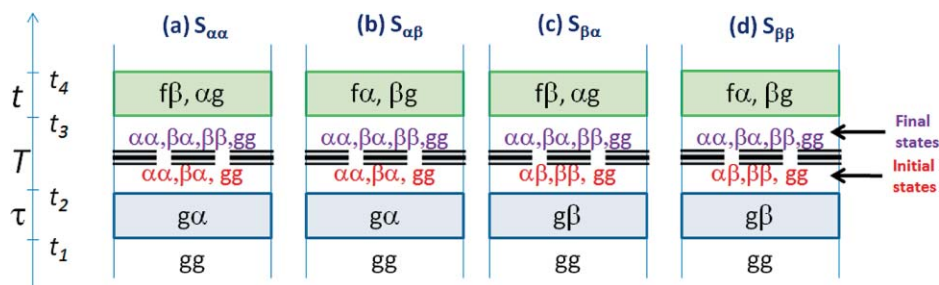 (a) Sαα (b) Sαβ (c) Sβα (d) Sββ
t t4 fβ, αg fα, βg fβ, αg fα, βg
t3
αα,βα,ββ,gg αα,βα,ββ,gg αα,βα,ββ,gg αα,βα,ββ,gg Final states
T
αα,βα, gg αα,βα, gg αβ,ββ, gg αβ,ββ, gg Initial states
t2
τ gα gα gβ gβ
t1
gg gg gg gg